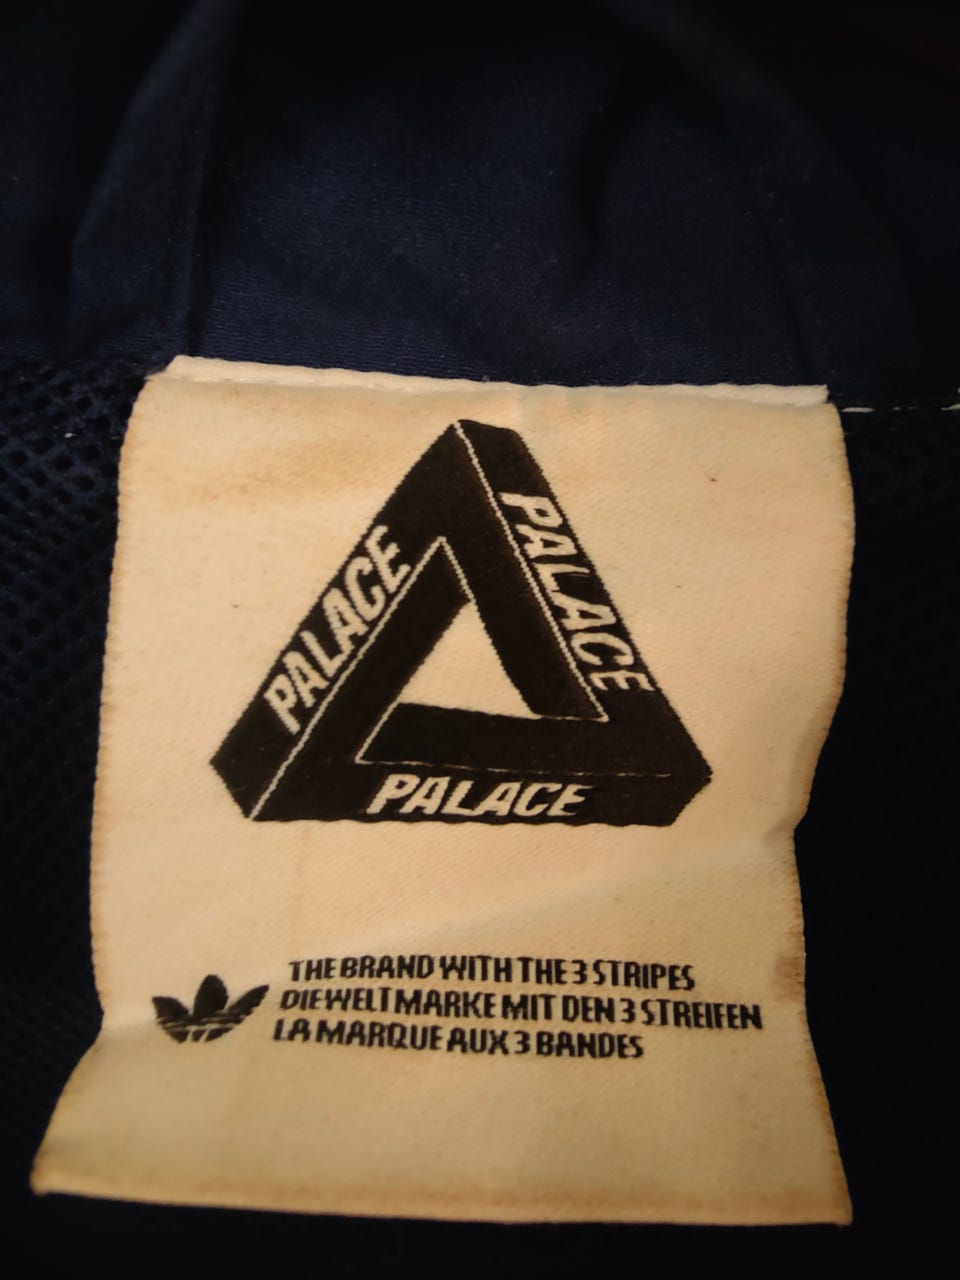 PALACE
PALACE
PALACE
THE BRAND WITH THE 3 STRIPES
DIE WELTMARKE MIT DEN 3 STREIFEN
LA MARQUE AUX 3 BANDES